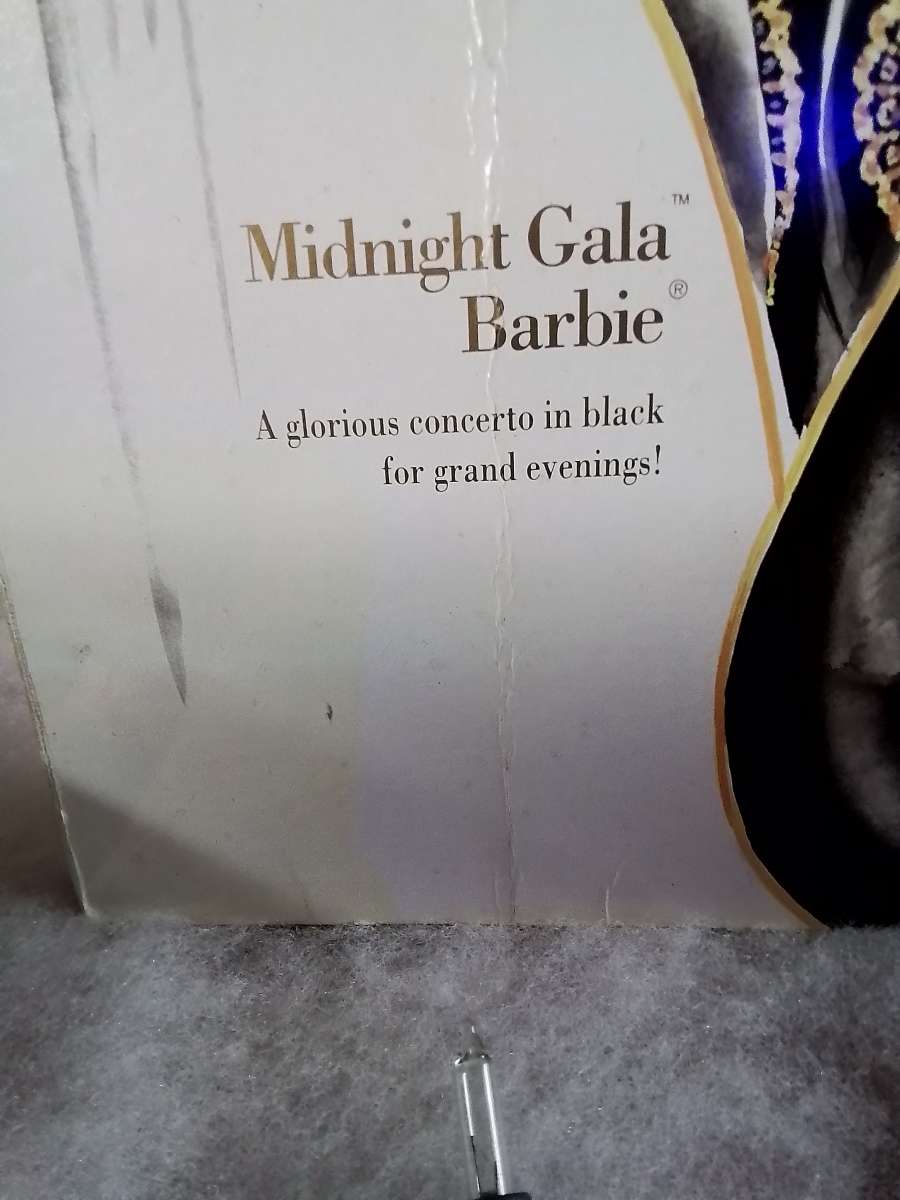 Midnight Gala™
Barbie®
A glorious concerto in black
for grand evenings!